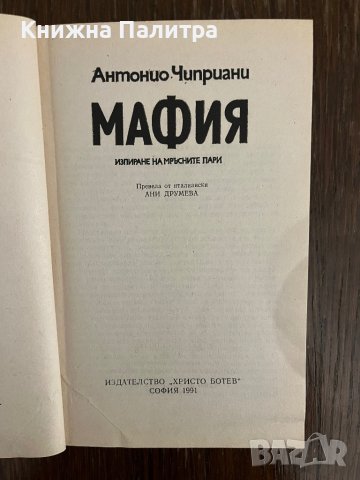 Книжна Палитра
Антонио Чиприани
МАФИЯ
ИЗПИРАНЕ НА МРЪСНИТЕ ПАРИ
Превела от италиански
АНИ ДРУМЕВА
ИЗДАТЕЛСТВО „ХРИСТО БОТЕВ“
СОФИЯ 1991
BAZAR